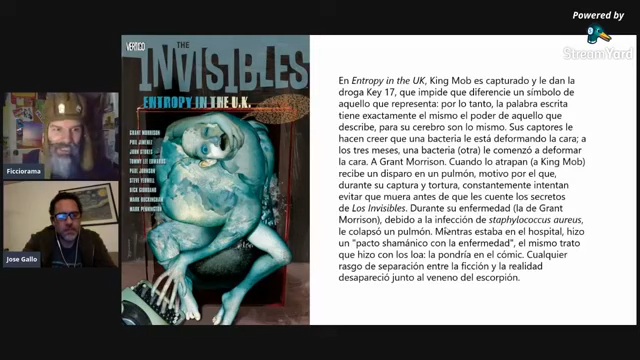 Powered by
StreamYard
VERTIGO
THE
INVISIBLES
ENTROPY IN THE U.K.
GRANT MORRISON
PHIL JIMENEZ
JOHN STOKES
TOMMY LEE EDWARDS
PAUL JOHNSON
STEVE YEOWELL
DICK GIORDANO
MARK BUCKINGHAM
MARK PENNINGTON
En Entropy in the UK, King Mob es capturado y le dan la
droga Key 17, que impide que diferencie un símbolo de
aquello que representa: por lo tanto, la palabra escrita
tiene exactamente el mismo el poder de aquello que
describe, para su cerebro son lo mismo. Sus captores le
hacen creer que una bacteria le está deformando la cara; a
los tres meses, una bacteria (otra) le comenzó a deformar
la cara. A Grant Morrison. Cuando lo atrapan (a King Mob)
recibe un disparo en un pulmón, motivo por el que,
durante su captura y tortura, constantemente intentan
evitar que muera antes de que les cuente los secretos
de Los Invisibles. Durante su enfermedad (la de Grant
Morrison), debido a la infección de staphylococcus aureus,
le colapsó un pulmón. Mientras estaba en el hospital, hizo
un "pacto shamánico con la enfermedad", el mismo trato
que hizo con los loa: la pondría en el cómic. Cualquier
rasgo de separación entre la ficción y la realidad
desapareció junto al veneno del escorpión.
Ficciorama
Jose Gallo